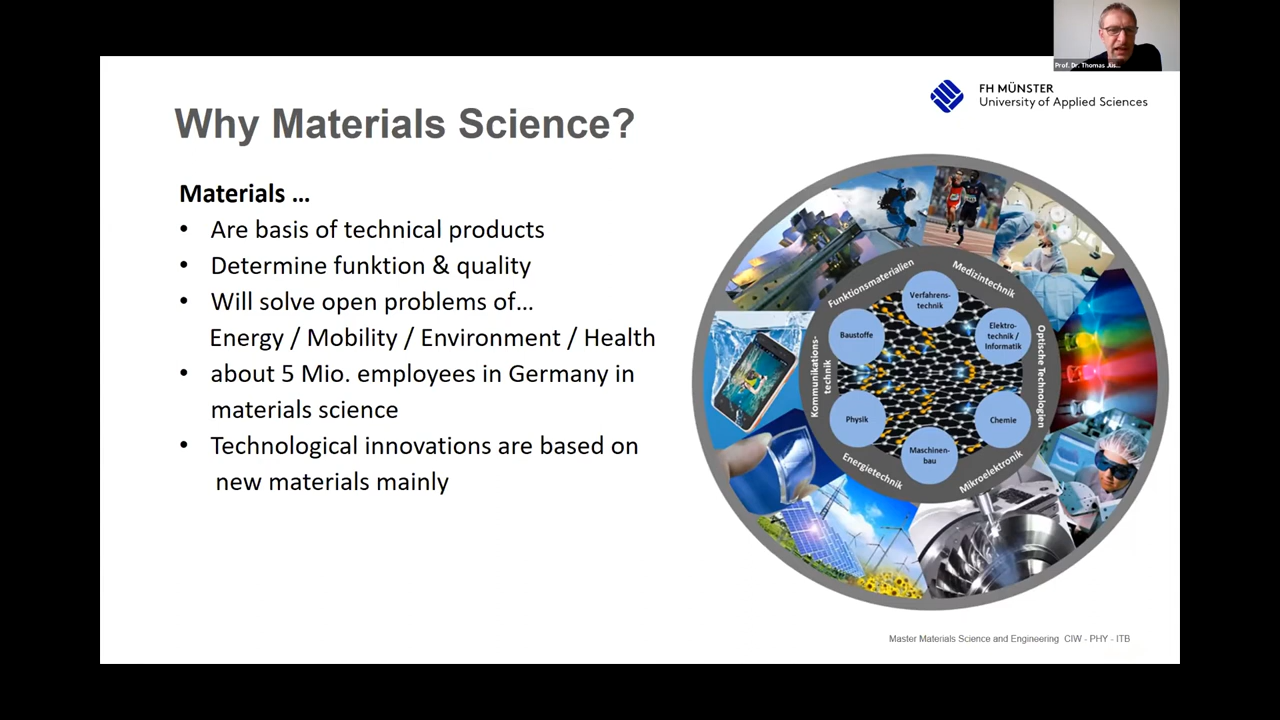 Prof. Dr. Thomas Jüs...
FH MÜNSTER
University of Applied Sciences
Why Materials Science?
Materials ...
• Are basis of technical products
• Determine funktion & quality
• Will solve open problems of...
Energy / Mobility / Environment / Health
• about 5 Mio. employees in Germany in
materials science
• Technological innovations are based on
new materials mainly
Funktionsmaterialien
Medizintechnik
Optische Technologien
Mikroelektronik
Energietechnik
Kommunikations-
technik
Verfahrens-
technik
Elektro-
technik /
Informatik
Chemie
Maschinen-
bau
Physik
Baustoffe
Master Materials Science and Engineering CIW - PHY - ITB